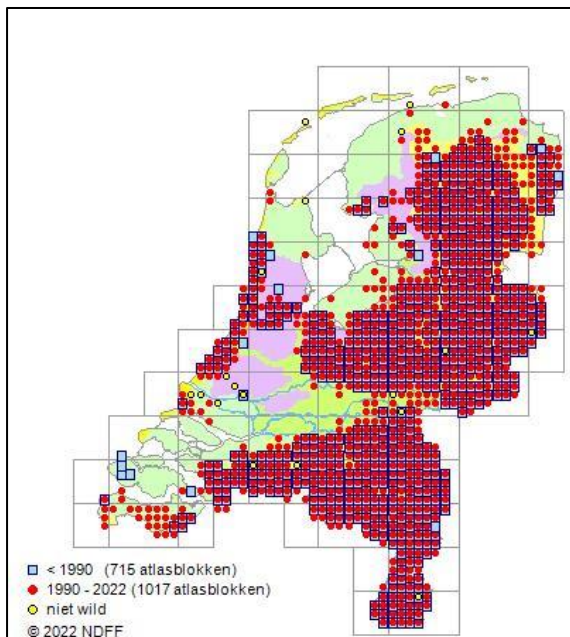 < 1990 (715 atlasblokken)
1990 - 2022 (1017 atlasblokken)
niet wild
© 2022 NDFF